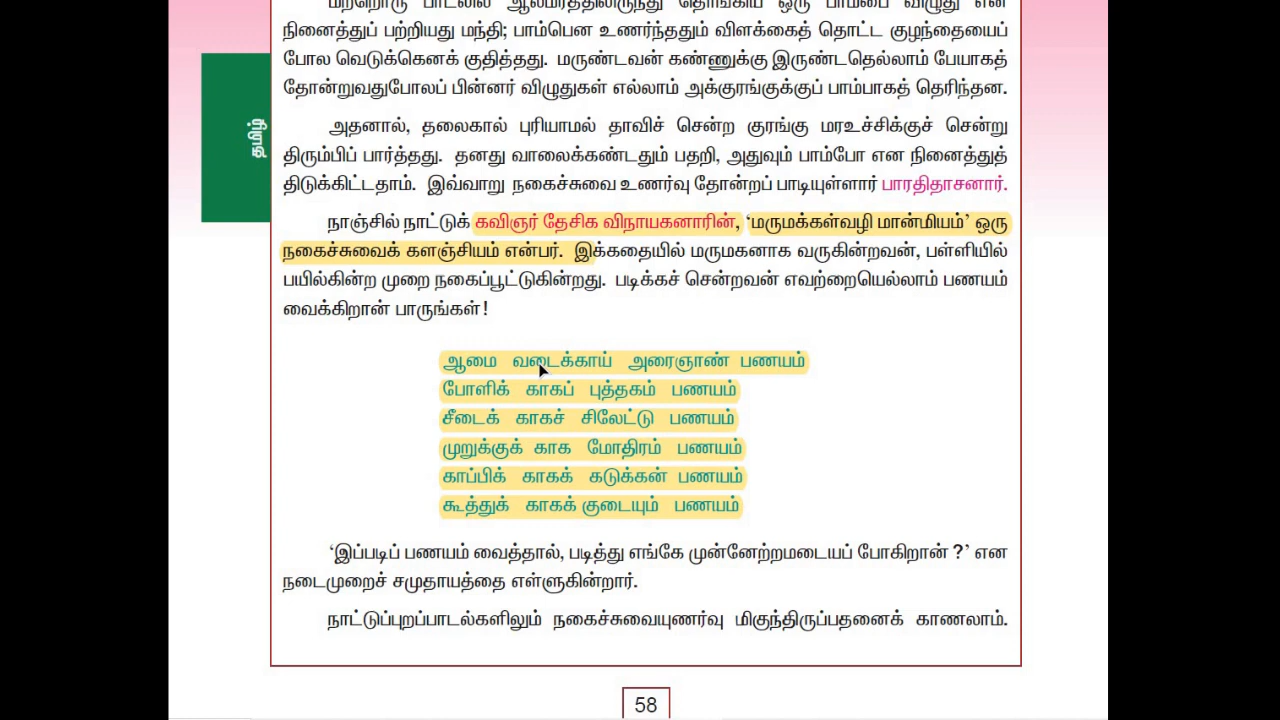 மற்றொரு பாடலில் ஆலமரத்திலிருந்து தொங்கிய ஒரு பாம்பை விழுது என
நினைத்துப் பற்றியது மந்தி; பாம்பென உணர்ந்ததும் விளக்கைத் தொட்ட குழந்தையைப்
போல வெடுக்கெனக் குதித்தது. மருண்டவன் கண்ணுக்கு இருண்டதெல்லாம் பேயாகத்
தோன்றுவதுபோலப் பின்னர் விழுதுகள் எல்லாம் அக்குரங்குக்குப் பாம்பாகத் தெரிந்தன.
தமிழ்
அதனால், தலைகால் புரியாமல் தாவிச் சென்ற குரங்கு மரஉச்சிக்குச் சென்று
திரும்பிப் பார்த்தது. தனது வாலைக்கண்டதும் பதறி, அதுவும் பாம்போ என நினைத்துத்
திடுக்கிட்டதாம். இவ்வாறு நகைச்சுவை உணர்வு தோன்றப் பாடியுள்ளார் பாரதிதாசனார்.
நாஞ்சில் நாட்டுக் கவிஞர் தேசிக விநாயகனாரின், ‘மருமக்கள்வழி மான்மியம்’ ஒரு
நகைச்சுவைக் களஞ்சியம் என்பர். இக்கதையில் மருமகனாக வருகின்றவன், பள்ளியில்
பயில்கின்ற முறை நகைப்பூட்டுகின்றது. படிக்கச் சென்றவன் எவற்றையெல்லாம் பணயம்
வைக்கிறான் பாருங்கள்!
ஆமை வடைக்காய் அரைஞாண் பணயம்
போளிக் காகப் புத்தகம் பணயம்
சீடைக் காகச் சிலேட்டு பணயம்
முறுக்குக் காக மோதிரம் பணயம்
காப்பிக் காகக் கடுக்கன் பணயம்
கூத்துக் காகக் குடையும் பணயம்
‘இப்படிப் பணயம் வைத்தால், படித்து எங்கே முன்னேற்றமடையப் போகிறான் ?’ என
நடைமுறைச் சமுதாயத்தை எள்ளுகின்றார்.
நாட்டுப்புறப்பாடல்களிலும் நகைச்சுவையுணர்வு மிகுந்திருப்பதனைக் காணலாம்.
58